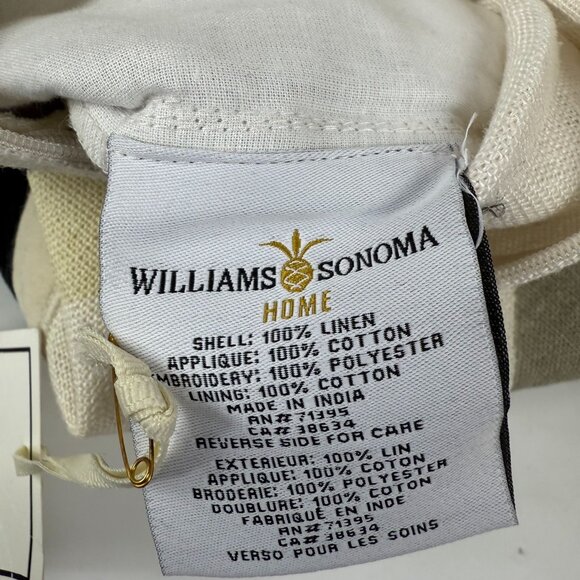 WILLIAMS SONOMA
HOME
SHELL: 100% LINEN
APPLIQUE: 100% COTTON
EMBROIDERY: 100% POLYESTER
LINING: 100% COTTON
MADE IN INDIA
RN# 71395
CA# 38634
REVERSE SIDE FOR CARE
EXTERIEUR: 100% LIN
APPLIQUE: 100% COTON
BRODERIE: 100% POLYESTER
DOUBLURE: 100% COTON
FABRIQUÉ EN INDE
RN# 71395
CA# 38634
VERSO POUR LES SOINS